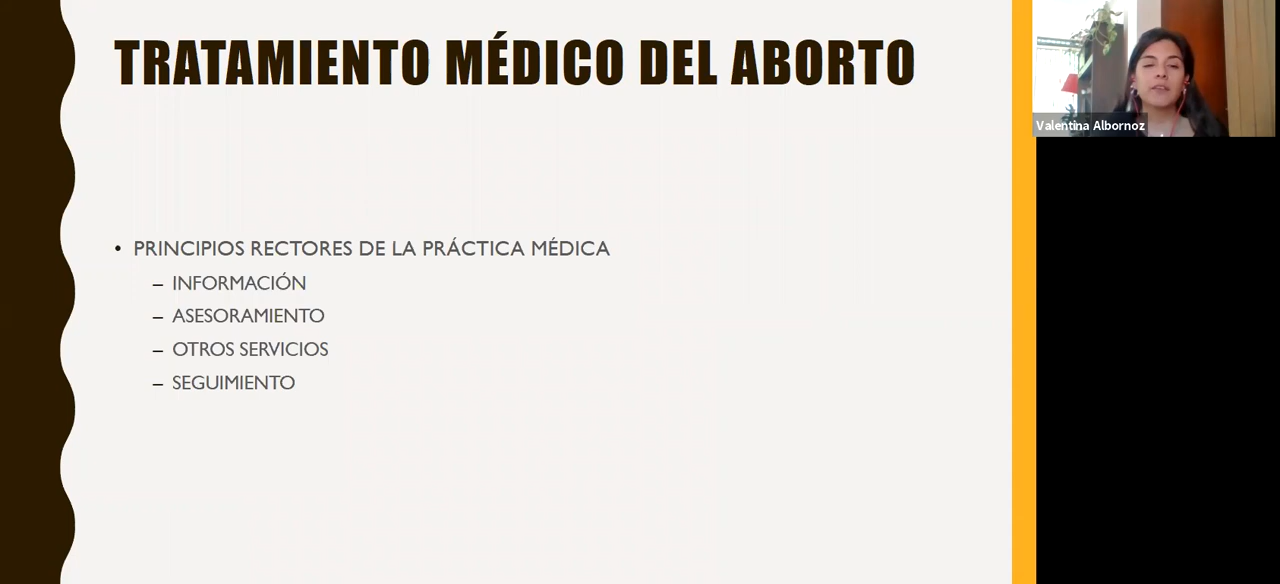 TRATAMIENTO MÉDICO DEL ABORTO
• PRINCIPIOS RECTORES DE LA PRÁCTICA MÉDICA
– INFORMACIÓN
– ASESORAMIENTO
– OTROS SERVICIOS
– SEGUIMIENTO
Valentina Albornoz